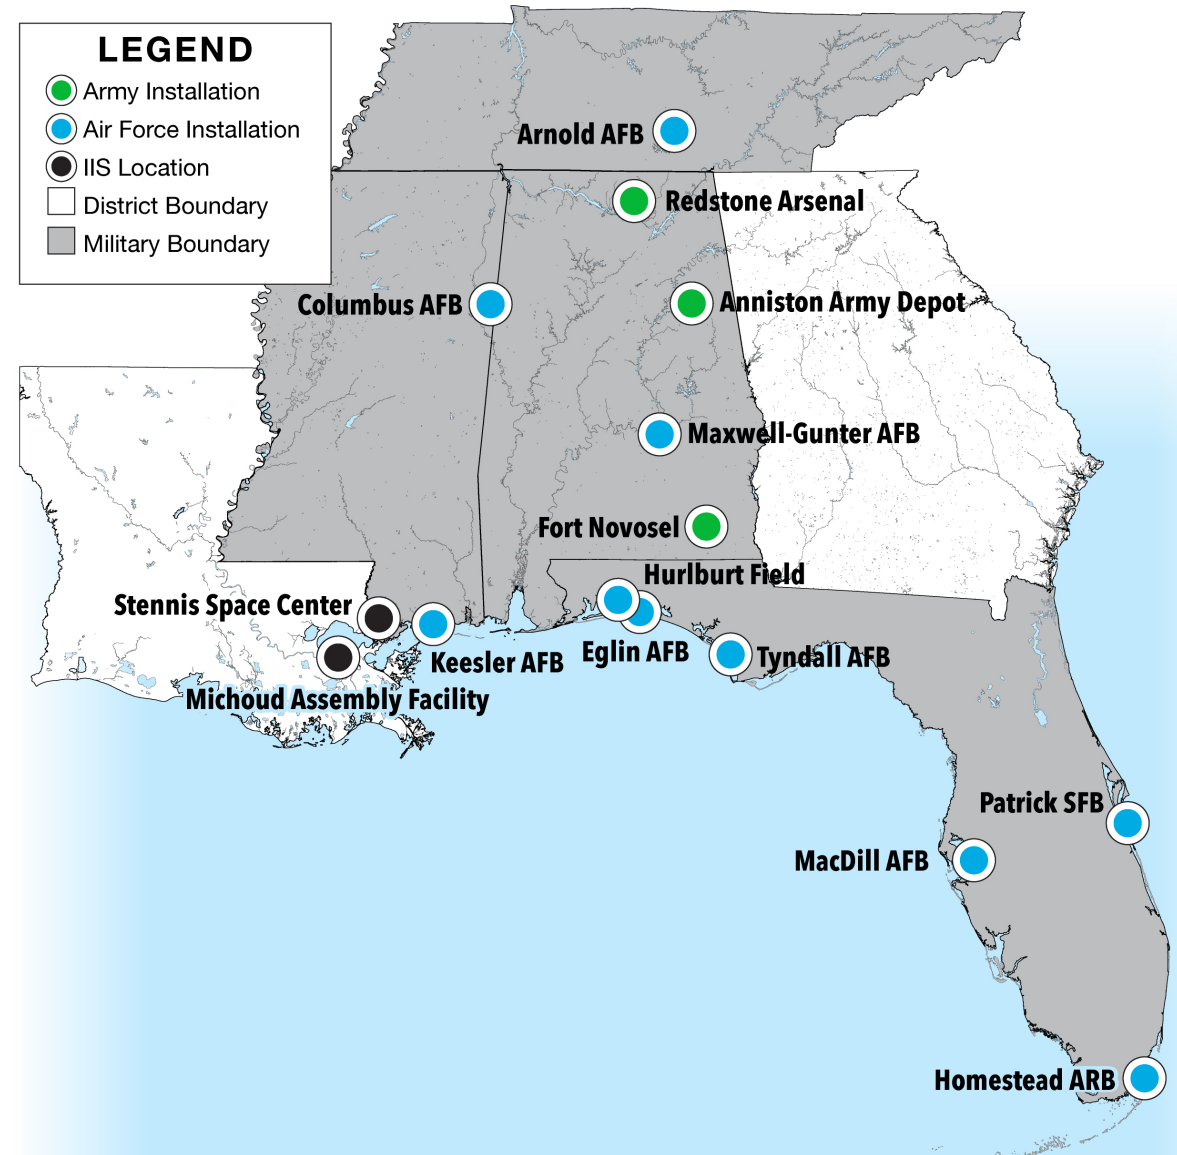 LEGEND
Army Installation
Air Force Installation
IIS Location
District Boundary
Military Boundary
Arnold AFB
Redstone Arsenal
Columbus AFB
Anniston Army Depot
Maxwell-Gunter AFB
Fort Novosel
Hurlburt Field
Stennis Space Center
Keesler AFB
Eglin AFB
Tyndall AFB
Michoud Assembly Facility
Patrick SFB
MacDill AFB
Homestead ARB